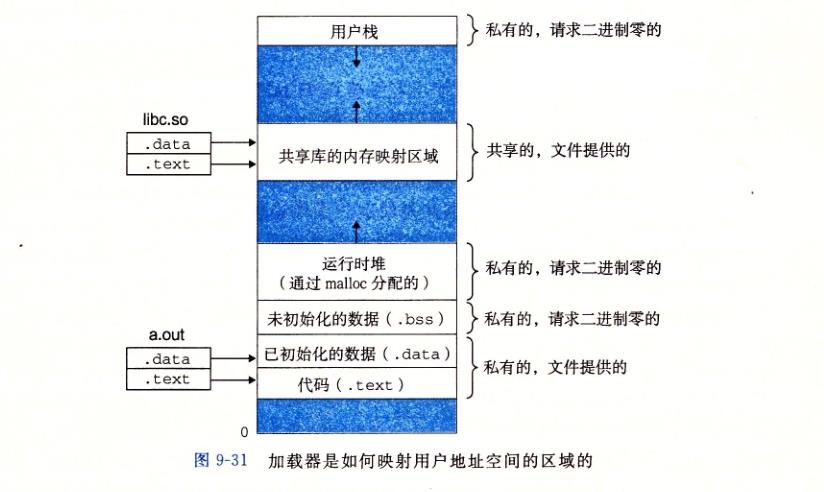 用户栈
私有的，请求二进制零的
libc.so
.data
.text
共享库的内存映射区域
共享的，文件提供的
运行时堆
（通过 malloc 分配的）
私有的，请求二进制零的
未初始化的数据（.bss）
私有的，请求二进制零的
a.out
.data
.text
已初始化的数据（.data）
代码（.text）
私有的，文件提供的
0
图 9-31 加载器是如何映射用户地址空间的区域的